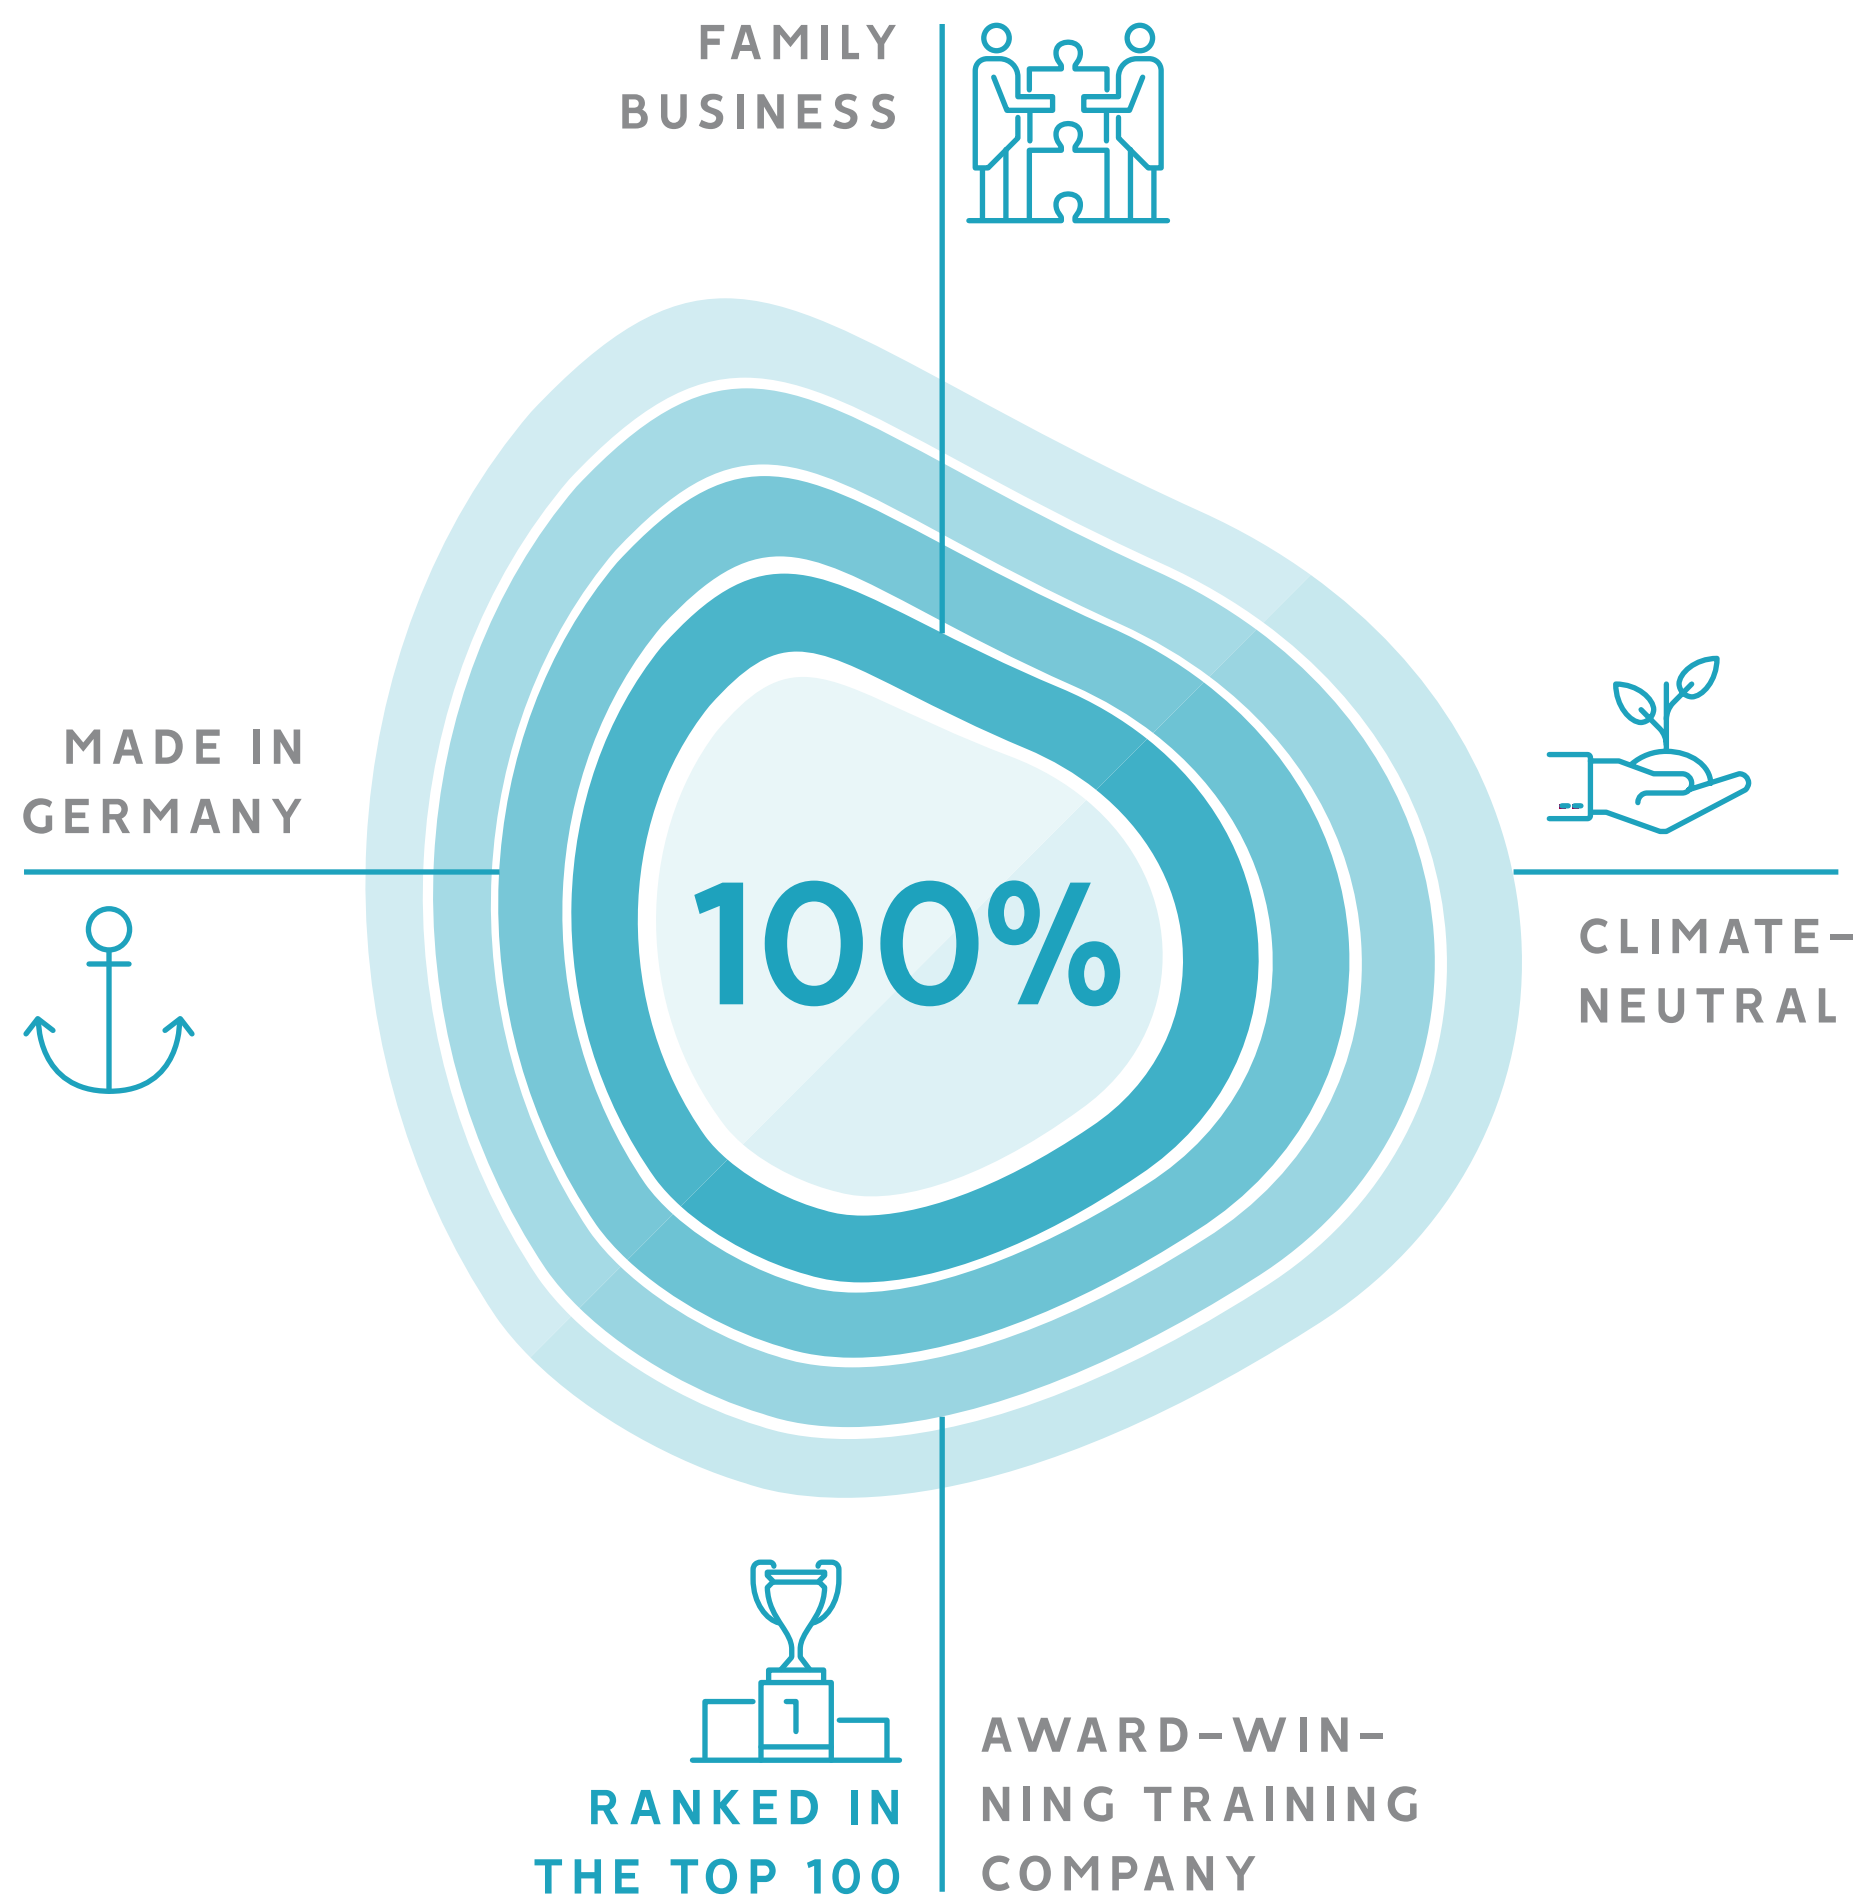 FAMILY
BUSINESS
MADE IN
GERMANY
100%
CLIMATE-
NEUTRAL
1
RANKED IN
THE TOP 100
AWARD-WIN-
NING TRAINING
COMPANY